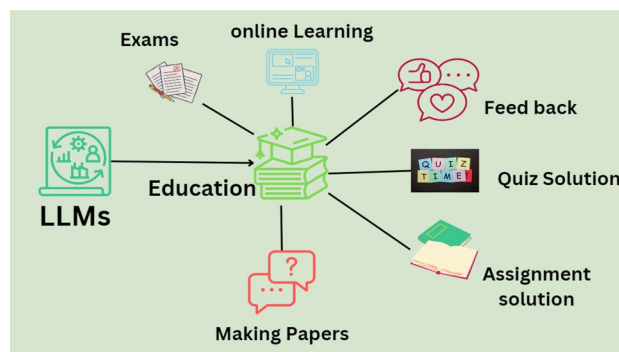 Exams
online Learning
Feed back
QUIZ
TIME
Quiz Solution
Education
LLMs
Assignment
solution
?
Making Papers